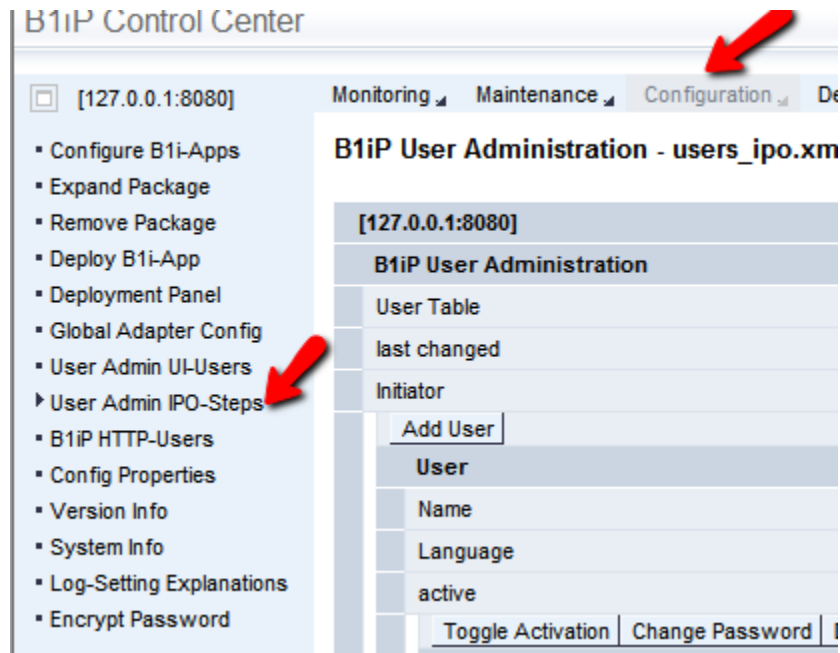 B1iP Control Center
[127.0.0.1:8080]
Monitoring Maintenance Configuration
Configure B1i-Apps
Expand Package
Remove Package
Deploy B1i-App
Deployment Panel
Global Adapter Config
User Admin UI-Users
User Admin IPO-Steps
B1iP HTTP-Users
Config Properties
Version Info
System Info
Log-Setting Explanations
Encrypt Password
B1iP User Administration - users_ipo.xm
[127.0.0.1:8080]
B1iP User Administration
User Table
last changed
Initiator
Add User
User
Name
Language
active
Toggle Activation Change Password